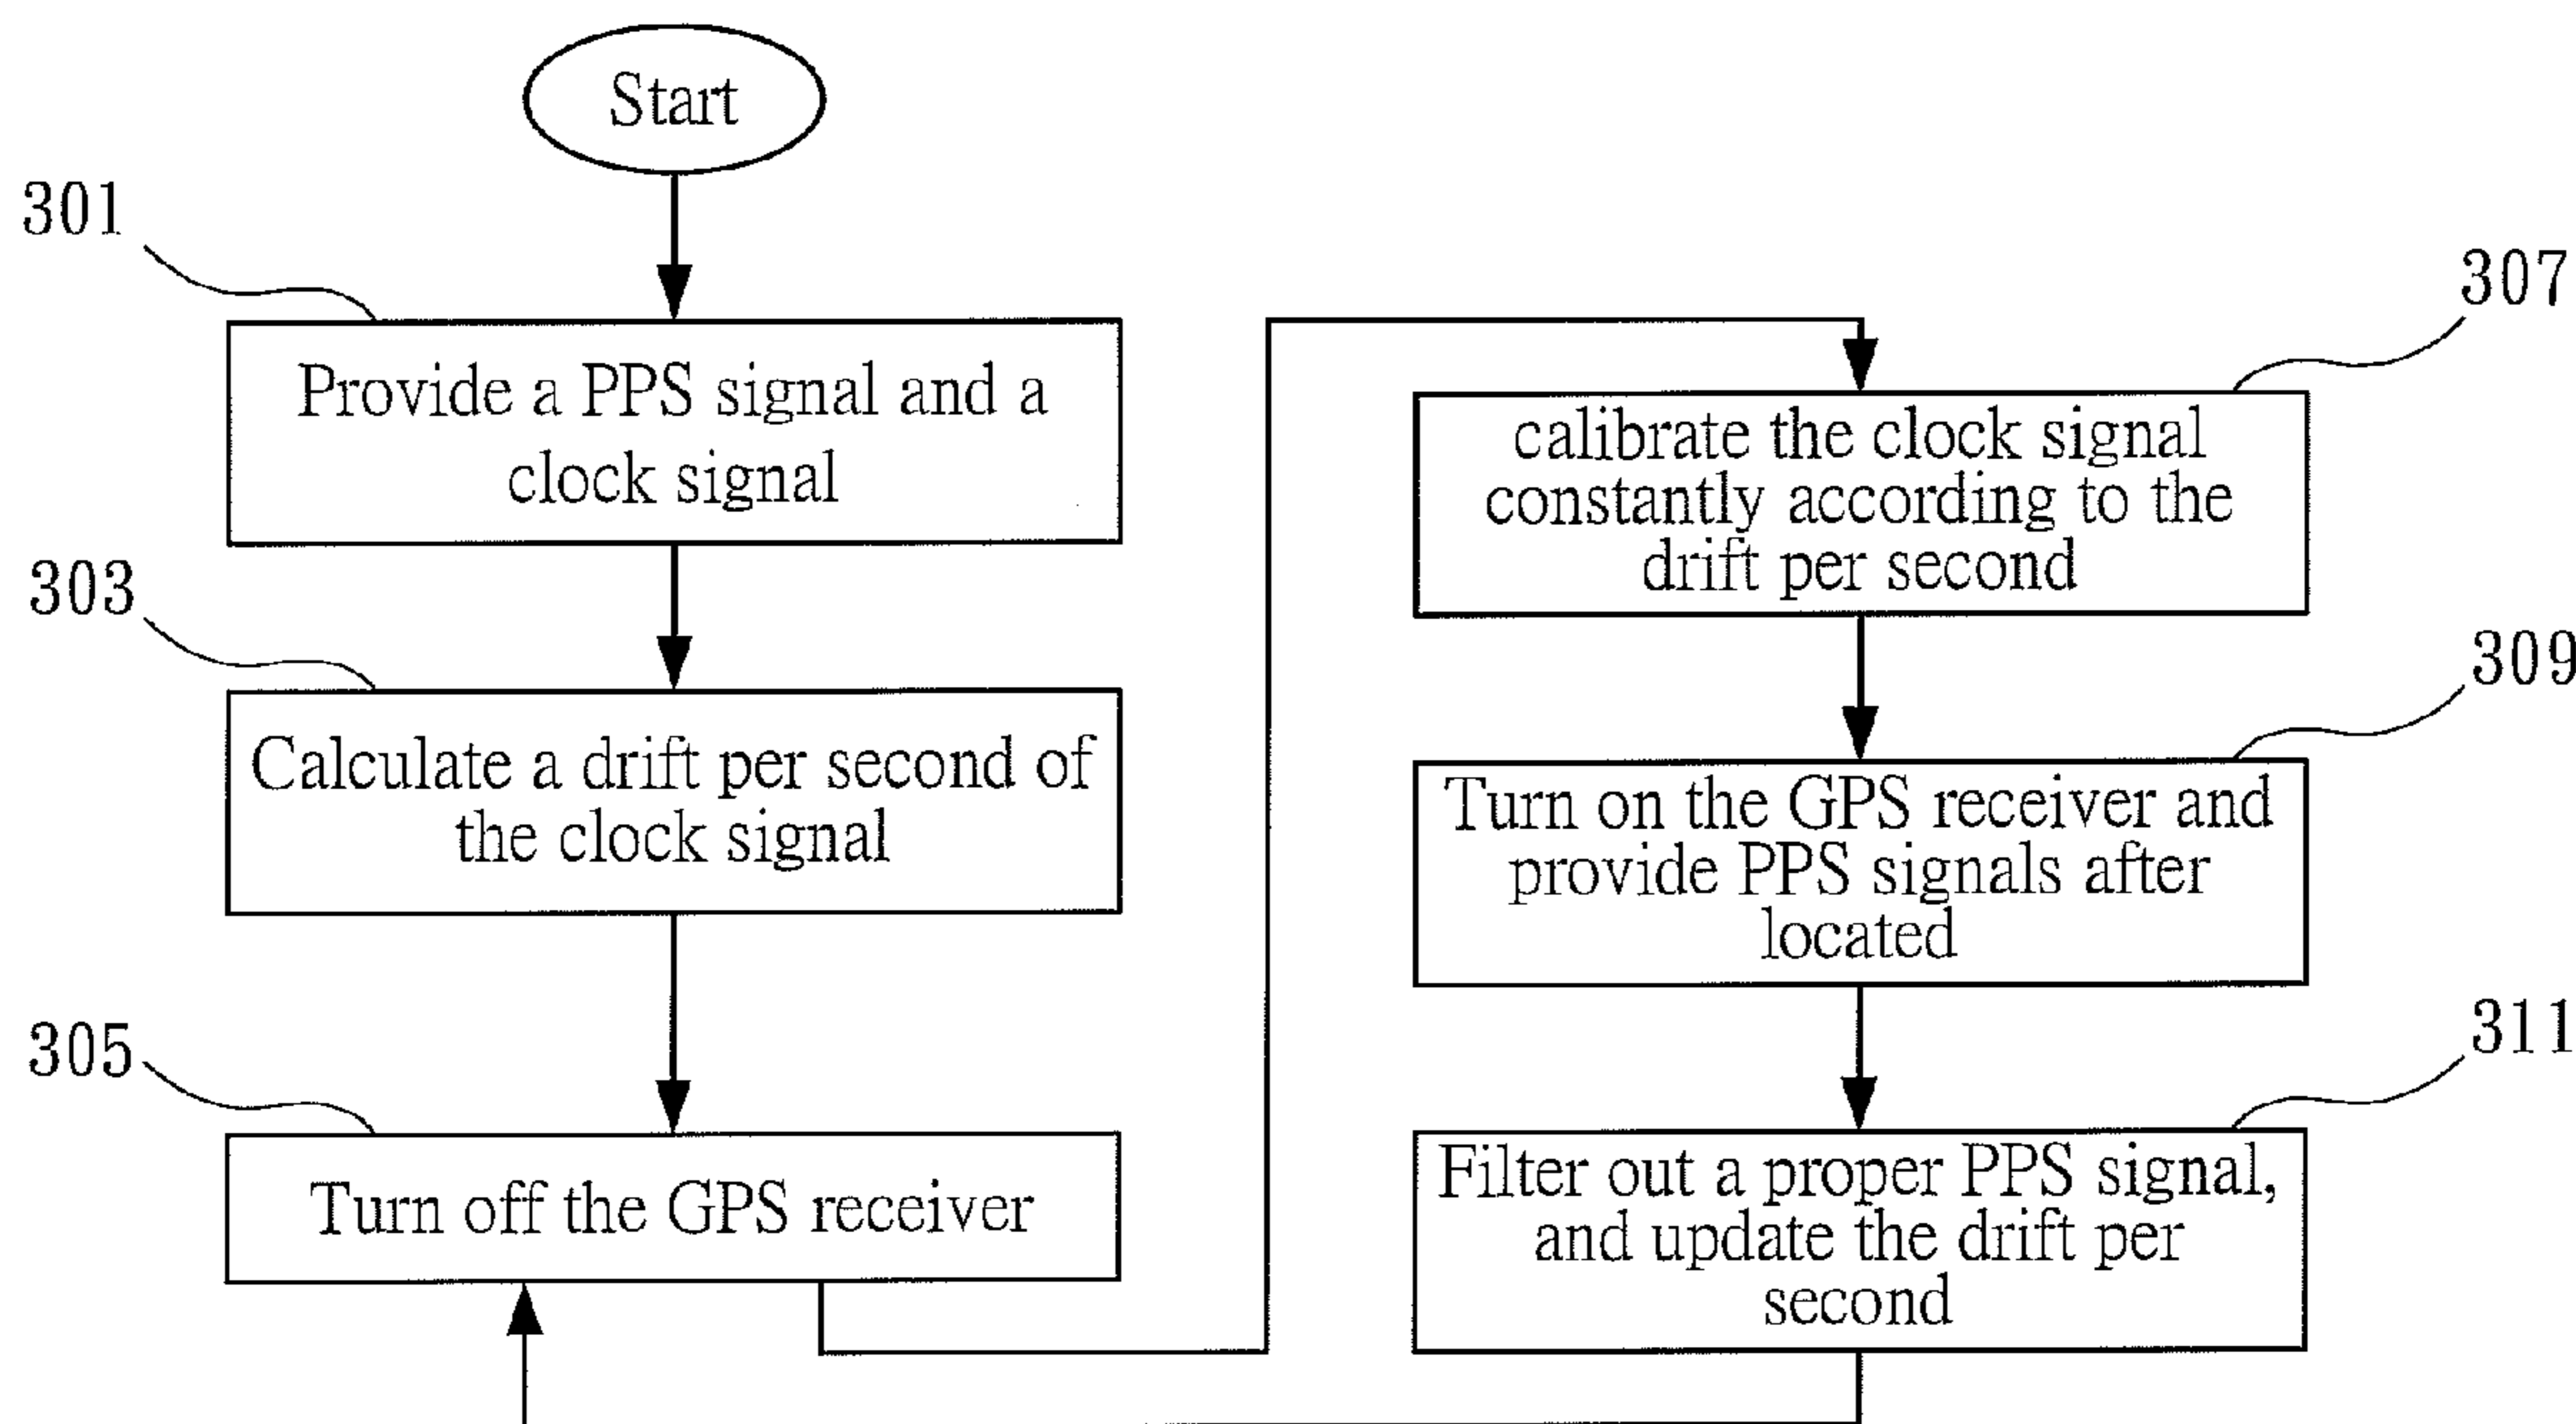 Start
301
Provide a PPS signal and a
clock signal
303
Calculate a drift per second of
the clock signal
305
Turn off the GPS receiver
307
calibrate the clock signal
constantly according to the
drift per second
309
Turn on the GPS receiver and
provide PPS signals after
located
311
Filter out a proper PPS signal,
and update the drift per
second